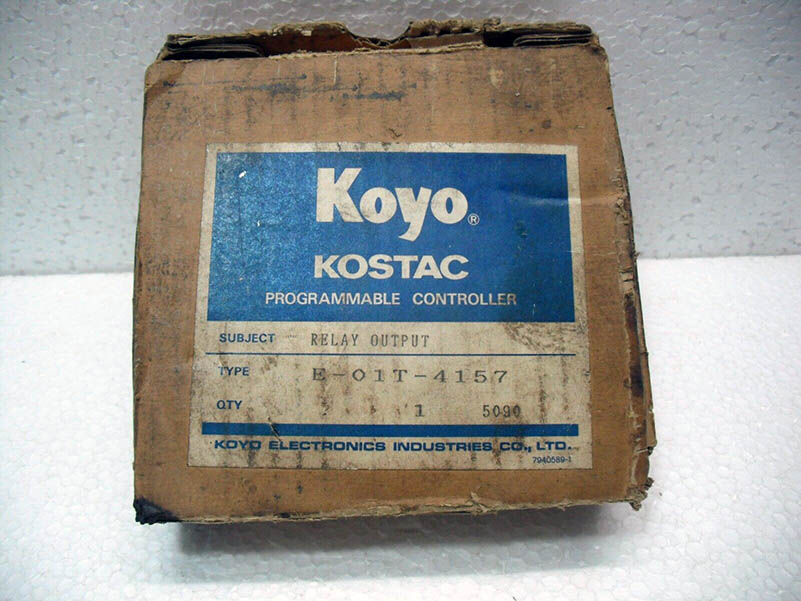 Koyo®
KOSTAC
PROGRAMMABLE CONTROLLER
SUBJECT RELAY OUTPUT
TYPE E-01T-4157
QTY 1 5090
KOYO ELECTRONICS INDUSTRIES CO., LTD.
7940589-1